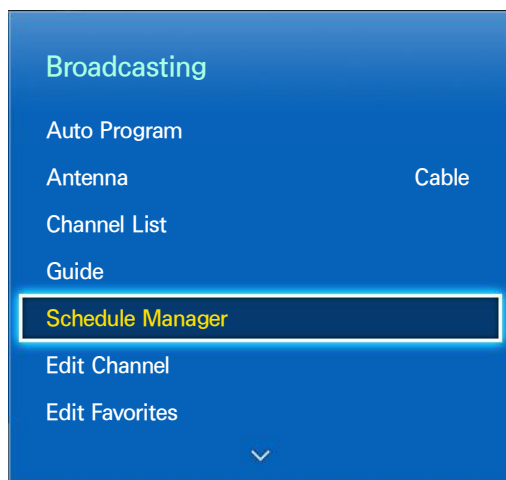 Broadcasting
Auto Program
Antenna Cable
Channel List
Guide
Schedule Manager
Edit Channel
Edit Favorites